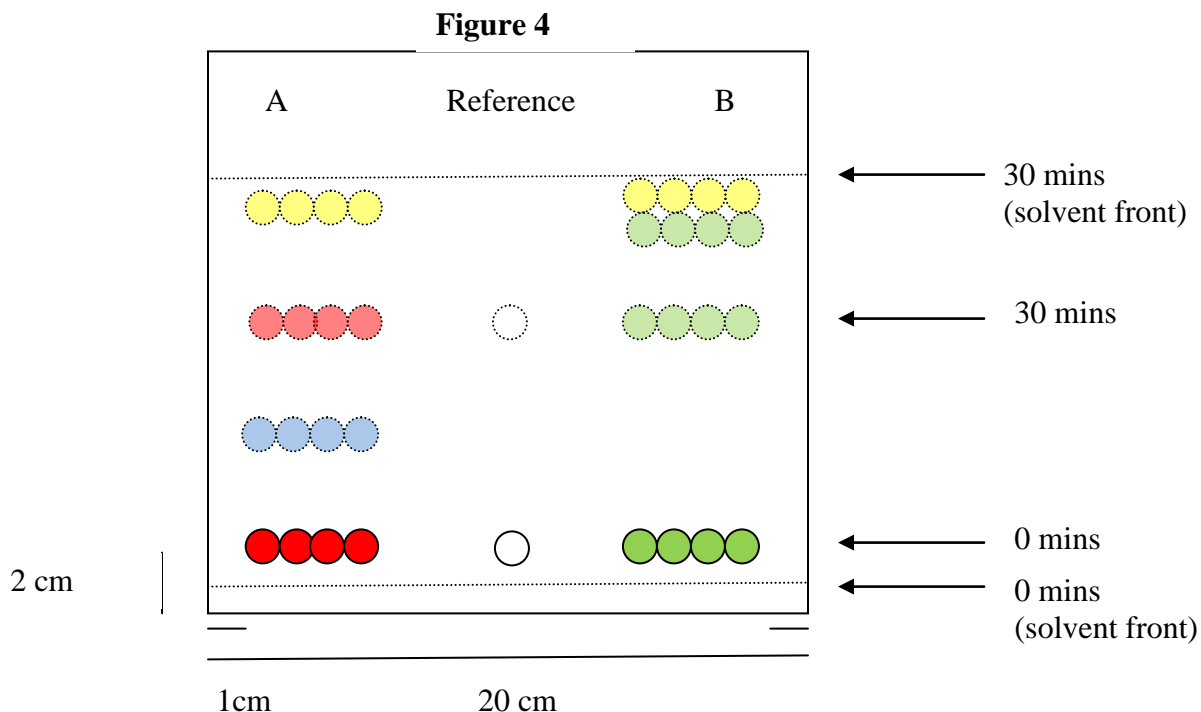 Figure 4
A Reference B
30 mins
(solvent front)
30 mins
0 mins
2 cm
0 mins
(solvent front)
1cm 20 cm